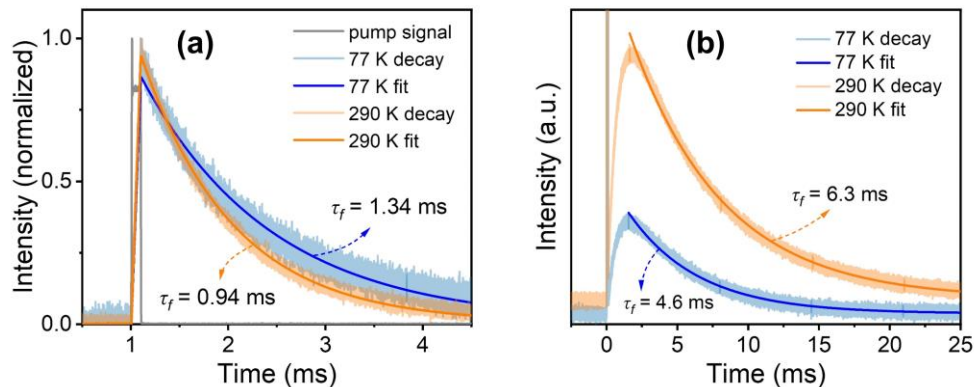 (a)
pump signal
77 K decay
77 K fit
290 K decay
290 K fit
τf = 1.34 ms
τf = 0.94 ms
Intensity (normalized)
1.0
0.5
0.0
1
2
3
4
Time (ms)
(b)
77 K decay
77 K fit
290 K decay
290 K fit
τf = 6.3 ms
τf = 4.6 ms
Intensity (a.u.)
0
5
10
15
20
25
Time (ms)